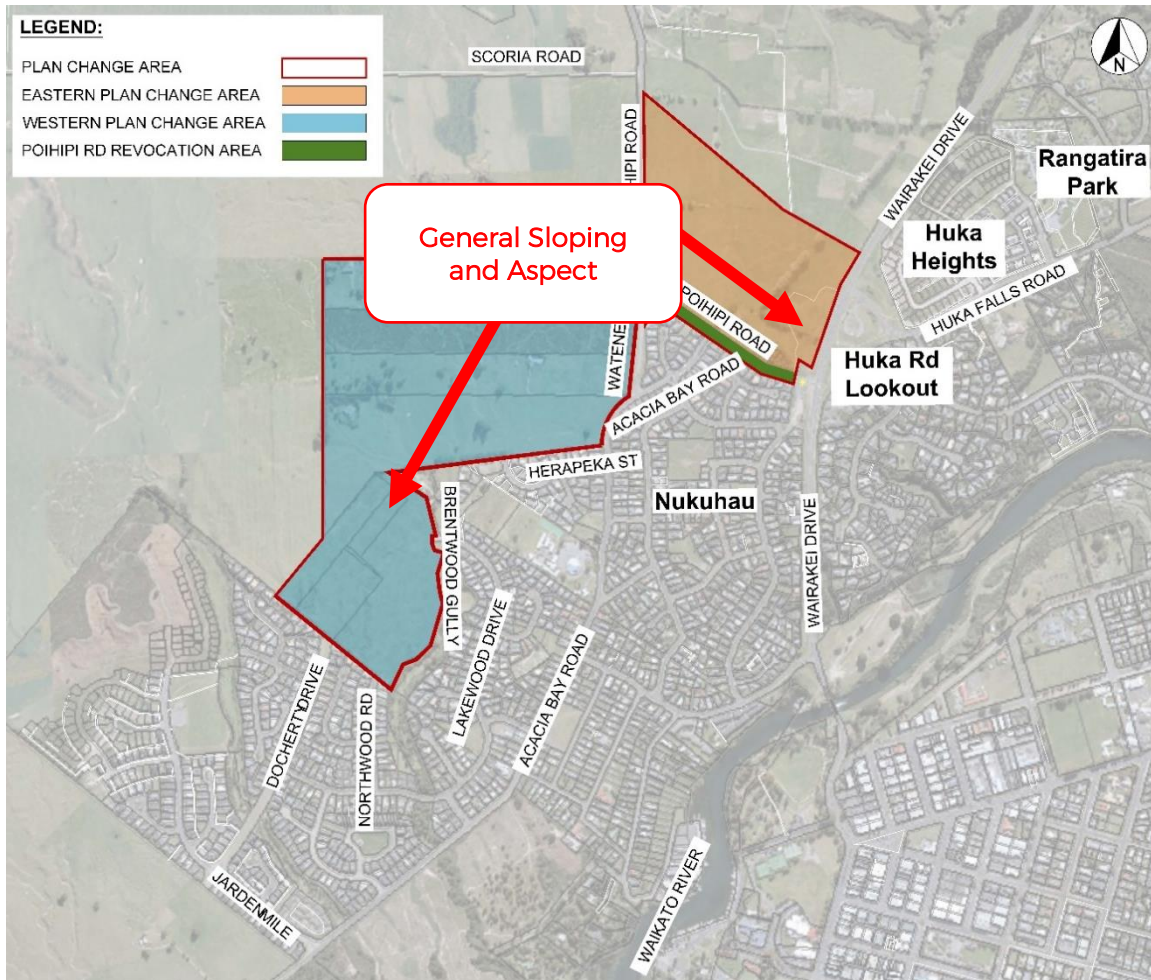 LEGEND:
PLAN CHANGE AREA
EASTERN PLAN CHANGE AREA
WESTERN PLAN CHANGE AREA
POIHIPI RD REVOCATION AREA
SCORIA ROAD
N
HIPI ROAD
WAIRAKEI DRIVE
Rangatira
Park
General Sloping
and Aspect
Huka
Heights
HUKA FALLS ROAD
POIHIPI ROAD
WATENE
Huka Rd
Lookout
ACACIA BAY ROAD
HERAPEKA ST
BRENTWOOD GULLY
Nukuhau
WAIRAKEI DRIVE
LAKEWOOD DRIVE
ACACIA BAY ROAD
DOCHERTY DRIVE
NORTHWOOD RD
JARDEN MILE
WAIKATO RIVER